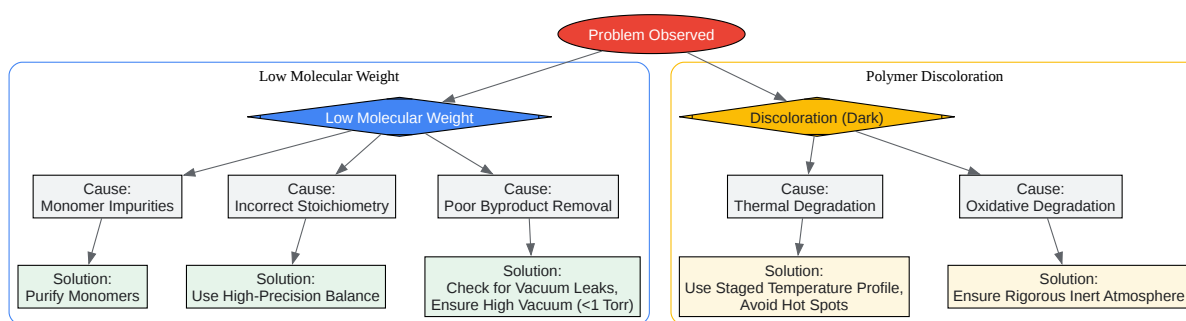 Problem Observed
Low Molecular Weight
Polymer Discoloration
Low Molecular Weight
Discoloration (Dark)
Cause:
Monomer Impurities
Cause:
Incorrect Stoichiometry
Cause:
Poor Byproduct Removal
Cause:
Thermal Degradation
Cause:
Oxidative Degradation
Solution:
Purify Monomers
Solution:
Use High-Precision Balance
Solution:
Check for Vacuum Leaks,
Ensure High Vacuum (<1 Torr)
Solution:
Use Staged Temperature Profile,
Avoid Hot Spots
Solution:
Ensure Rigorous Inert Atmosphere